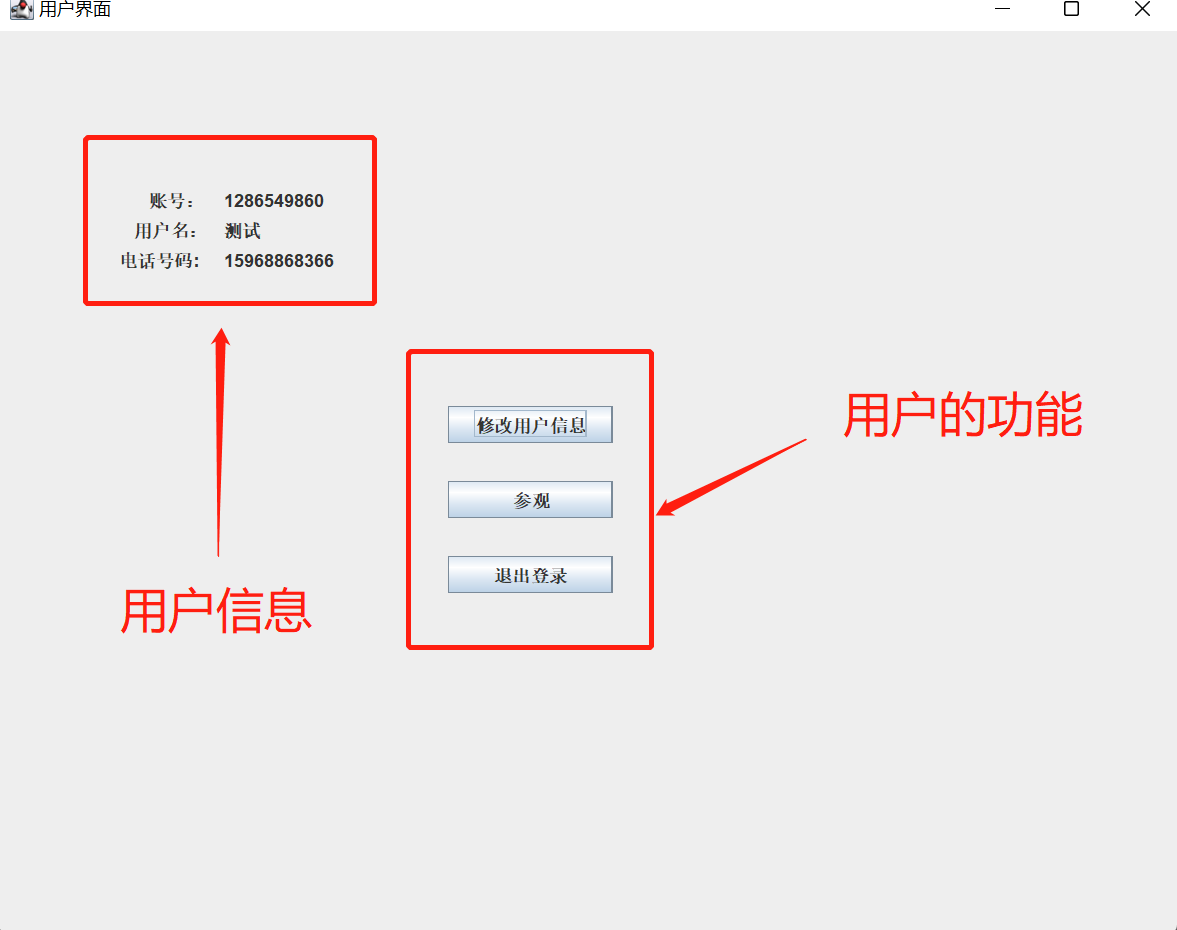 用户界面
账号： 1286549860
用户名： 测试
电话号码： 15968868366
修改用户信息
用户的功能
参观
退出登录
用户信息